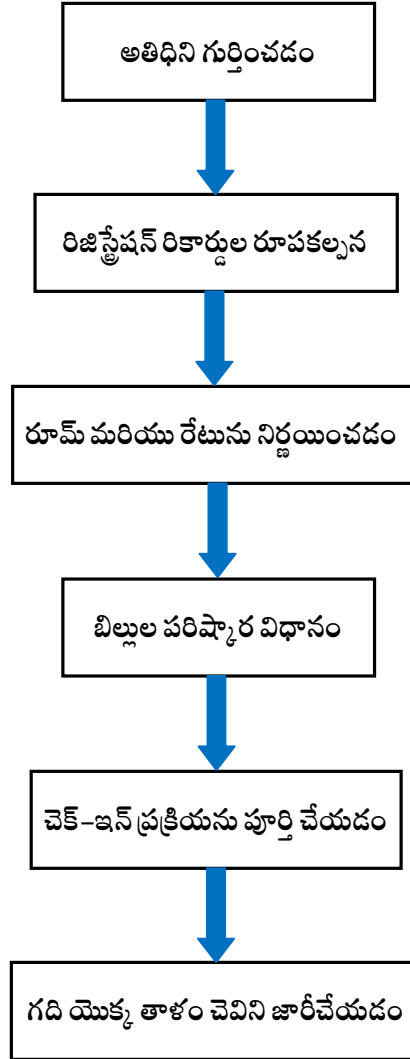 అతిధిని గుర్తించడం
రిజిస్ట్రేషన్ రికార్డుల రూపకల్పన
రూమ్ మరియు రేటును నిర్ణయించడం
బిల్లుల పరిష్కార విధానం
చెక్-ఇన్ ప్రక్రియను పూర్తి చేయడం
గది యొక్క తాళం చెవిని జారీచేయడం